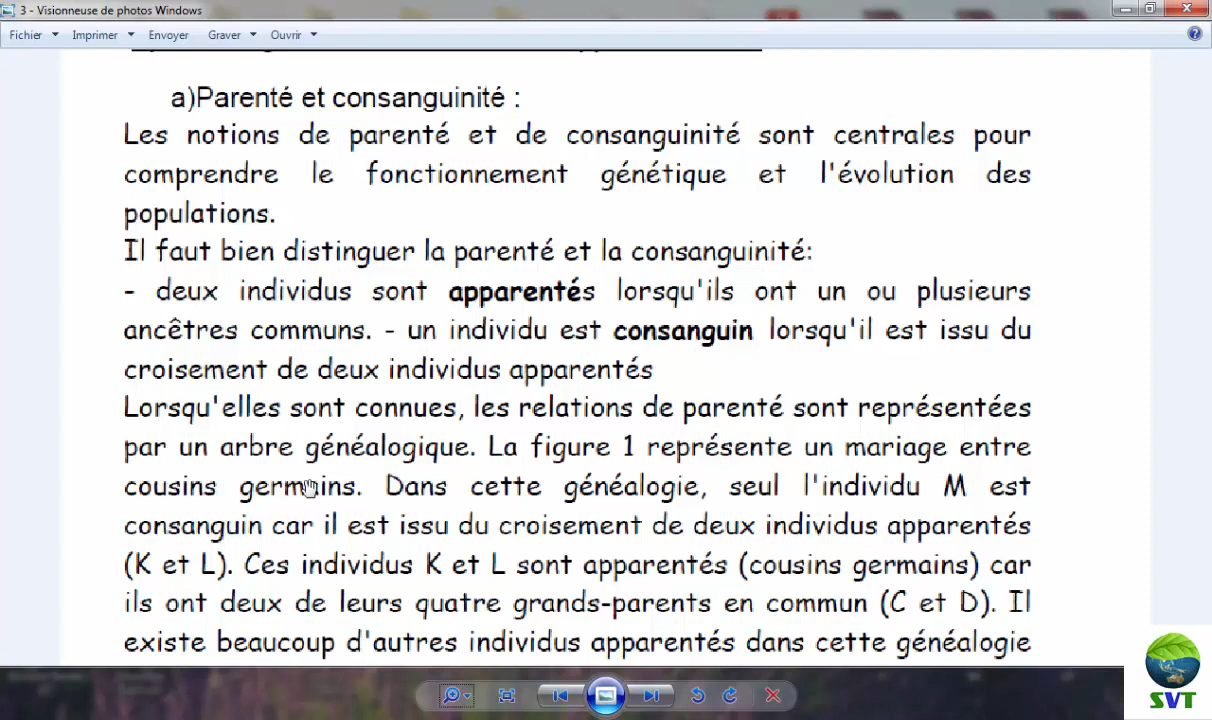 3 - Visionneuse de photos Windows
Fichier Imprimer Envoyer Graver Ouvrir
a)Parenté et consanguinité :
Les notions de parenté et de consanguinité sont centrales pour
comprendre le fonctionnement génétique et l'évolution des
populations.
Il faut bien distinguer la parenté et la consanguinité:
- deux individus sont apparentés lorsqu'ils ont un ou plusieurs
ancêtres communs. - un individu est consanguin lorsqu'il est issu du
croisement de deux individus apparentés
Lorsqu'elles sont connues, les relations de parenté sont représentées
par un arbre généalogique. La figure 1 représente un mariage entre
cousins germains. Dans cette généalogie, seul l'individu M est
consanguin car il est issu du croisement de deux individus apparentés
(K et L). Ces individus K et L sont apparentés (cousins germains) car
ils ont deux de leurs quatre grands-parents en commun (C et D). Il
existe beaucoup d'autres individus apparentés dans cette généalogie
SVT